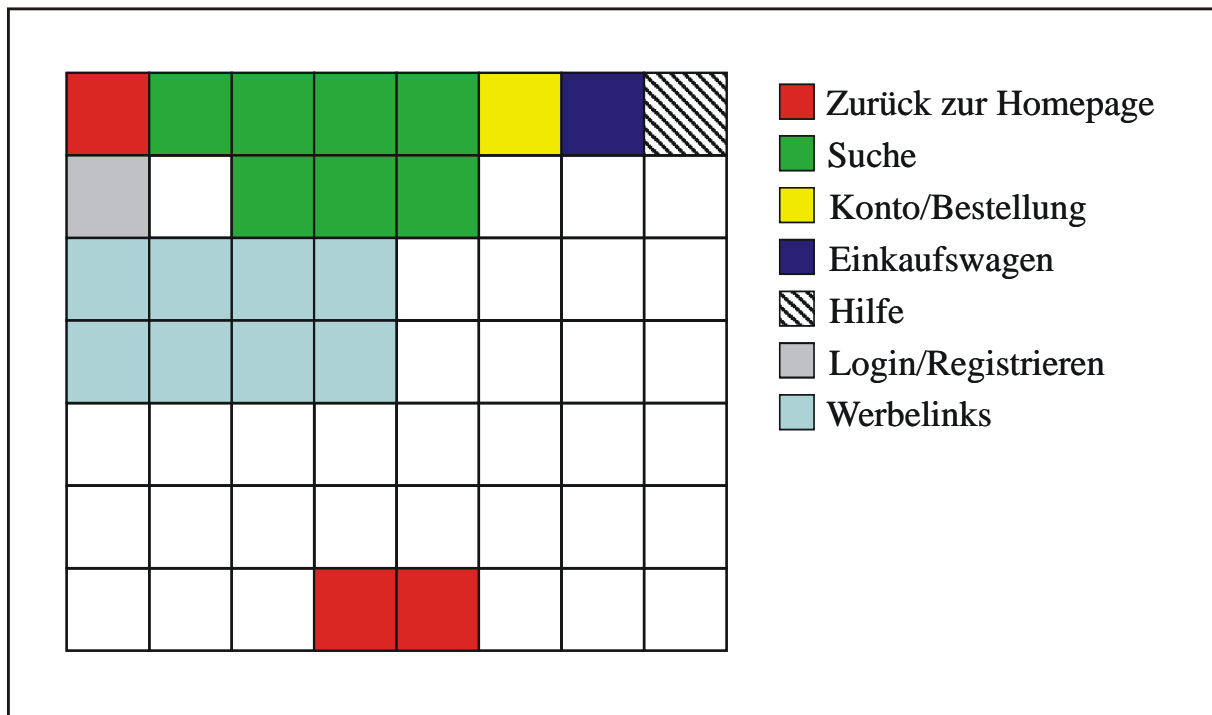 Zurück zur Homepage
Suche
Konto/Bestellung
Einkaufswagen
Hilfe
Login/Registrieren
Werbelinks